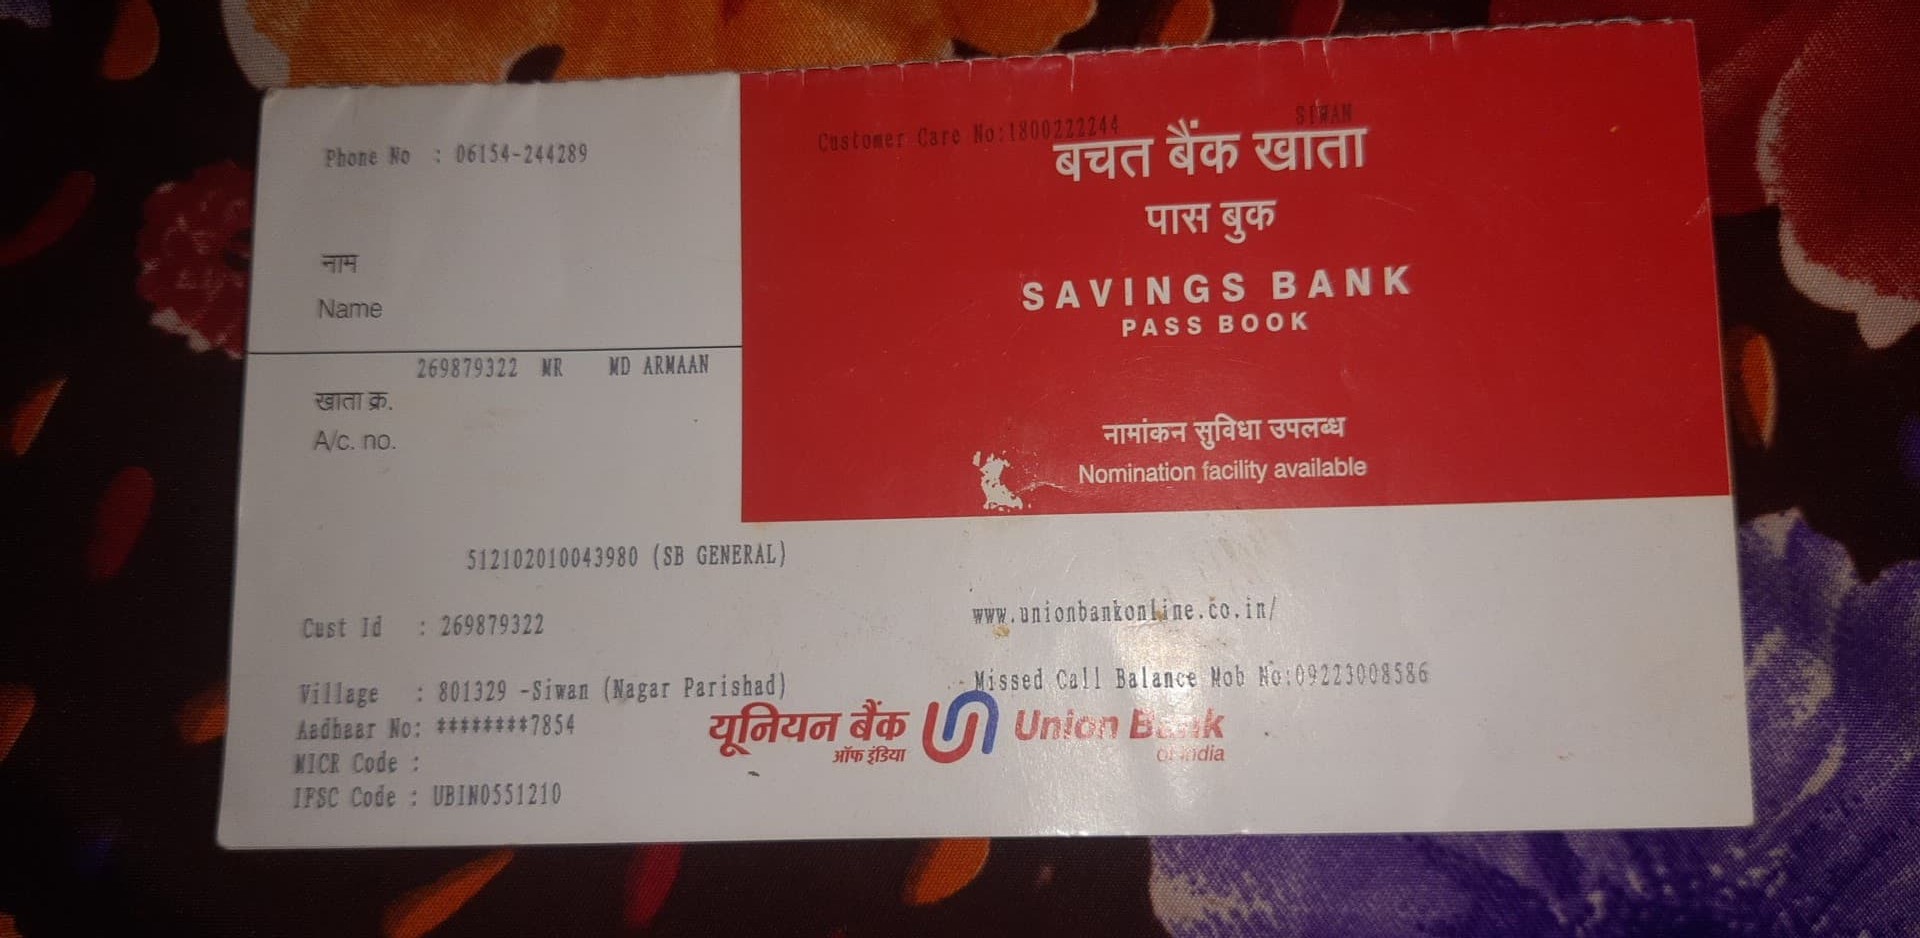 Phone No : 06154-244289
Customer Care No:1800222244
SIWAN
बचत बैंक खाता
पास बुक
SAVINGS BANK
PASS BOOK
नाम
Name
269879322 MR MD ARMAAN
खाता क्र.
A/c. no.
नामांकन सुविधा उपलब्ध
Nomination facility available
512102010043980 (SB GENERAL)
Cust Id : 269879322
www.unionbankonline.co.in/
Village : 801329 -Siwan (Nagar Parishad)
Missed Call Balance Mob No:09223008586
Aadhaar No: ********7854
MICR Code :
IFSC Code : UBIN0551210
यूनियन बैंक
ऑफ इंडिया
Union Bank
of India